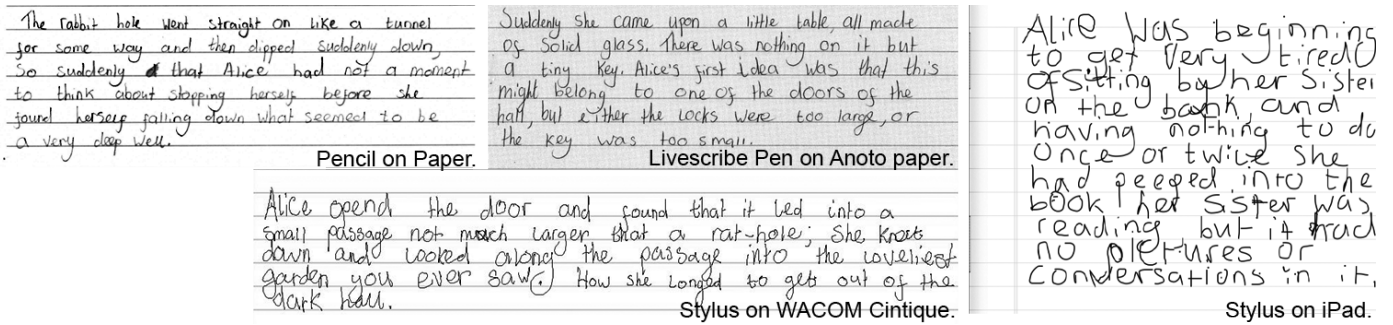 The rabbit hole went straight on like a tunnel
for some way and then dipped suddenly down,
So suddenly that Alice had not a moment
to think about stopping herself before she
found herself falling down what seemed to be
a very deep well.
Pencil on Paper.
Suddenly she came upon a little table, all made
of Solid glass. There was nothing on it but
a tiny key. Alice's first idea was that this
might belong to one of the doors of the
hall, but either the locks were too large, or
the key was too small.
Livescribe Pen on Anoto paper.
Alice opend the door and found that it led into a
small passage not much larger that a rat-hole; She knelt
down and looked along the passage into the loveliest
garden you ever saw. How she longed to get out of the
dark hall.
Stylus on WACOM Cintique.
Alice was beginning
to get very tired
of sitting by her Sister
on the bank, and
having nothing to do
Once or twice She
had peeped into the
book her Sister was
reading but it had
no pictures or
conversations in it.
Stylus on iPad.